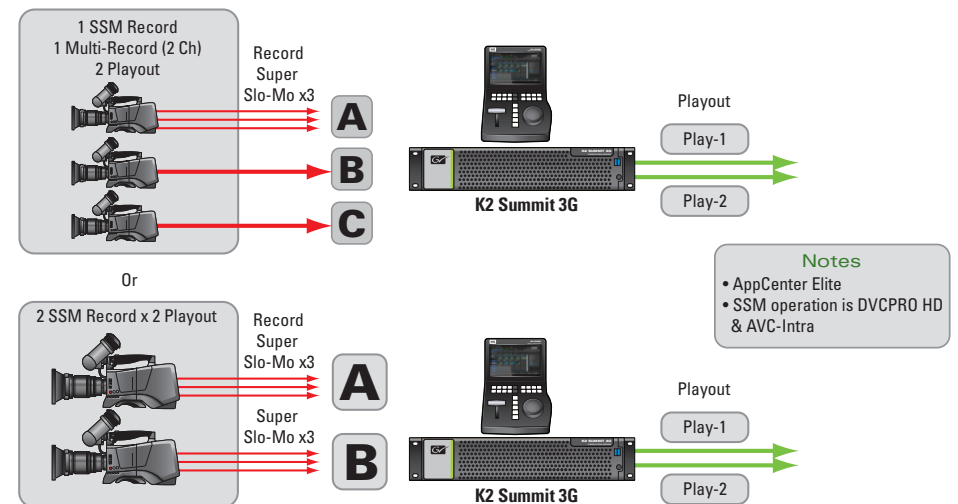 1 SSM Record
1 Multi-Record (2 Ch)
2 Playout
Record
Super
Slo-Mo x3
A
B
C
K2 Summit 3G
Playout
Play-1
Play-2
Notes
• AppCenter Elite
• SSM operation is DVCPRO HD
& AVC-Intra
Or
2 SSM Record x 2 Playout
Record
Super
Slo-Mo x3
A
Super
Slo-Mo x3
B
K2 Summit 3G
Playout
Play-1
Play-2